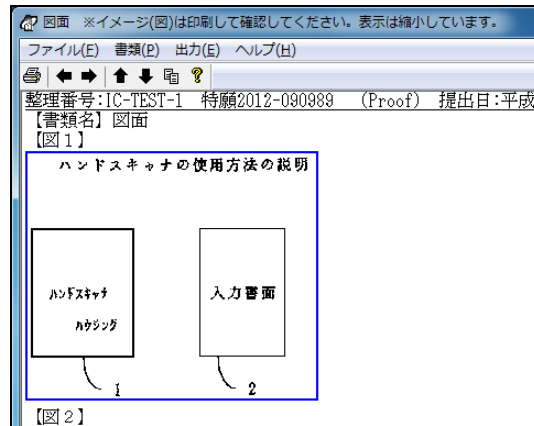 図面 ※イメージ(図)は印刷して確認してください。表示は縮小しています。
ファイル(F) 書類(P) 出力(E) ヘルプ(H)
整理番号:IC-TEST-1 特願2012-090989 (Proof) 提出日:平成
【書類名】図面
【図1】
ハンドスキャナの使用方法の説明
ハンドスキャナ
ハウジング
入力書面
1
2
【図2】